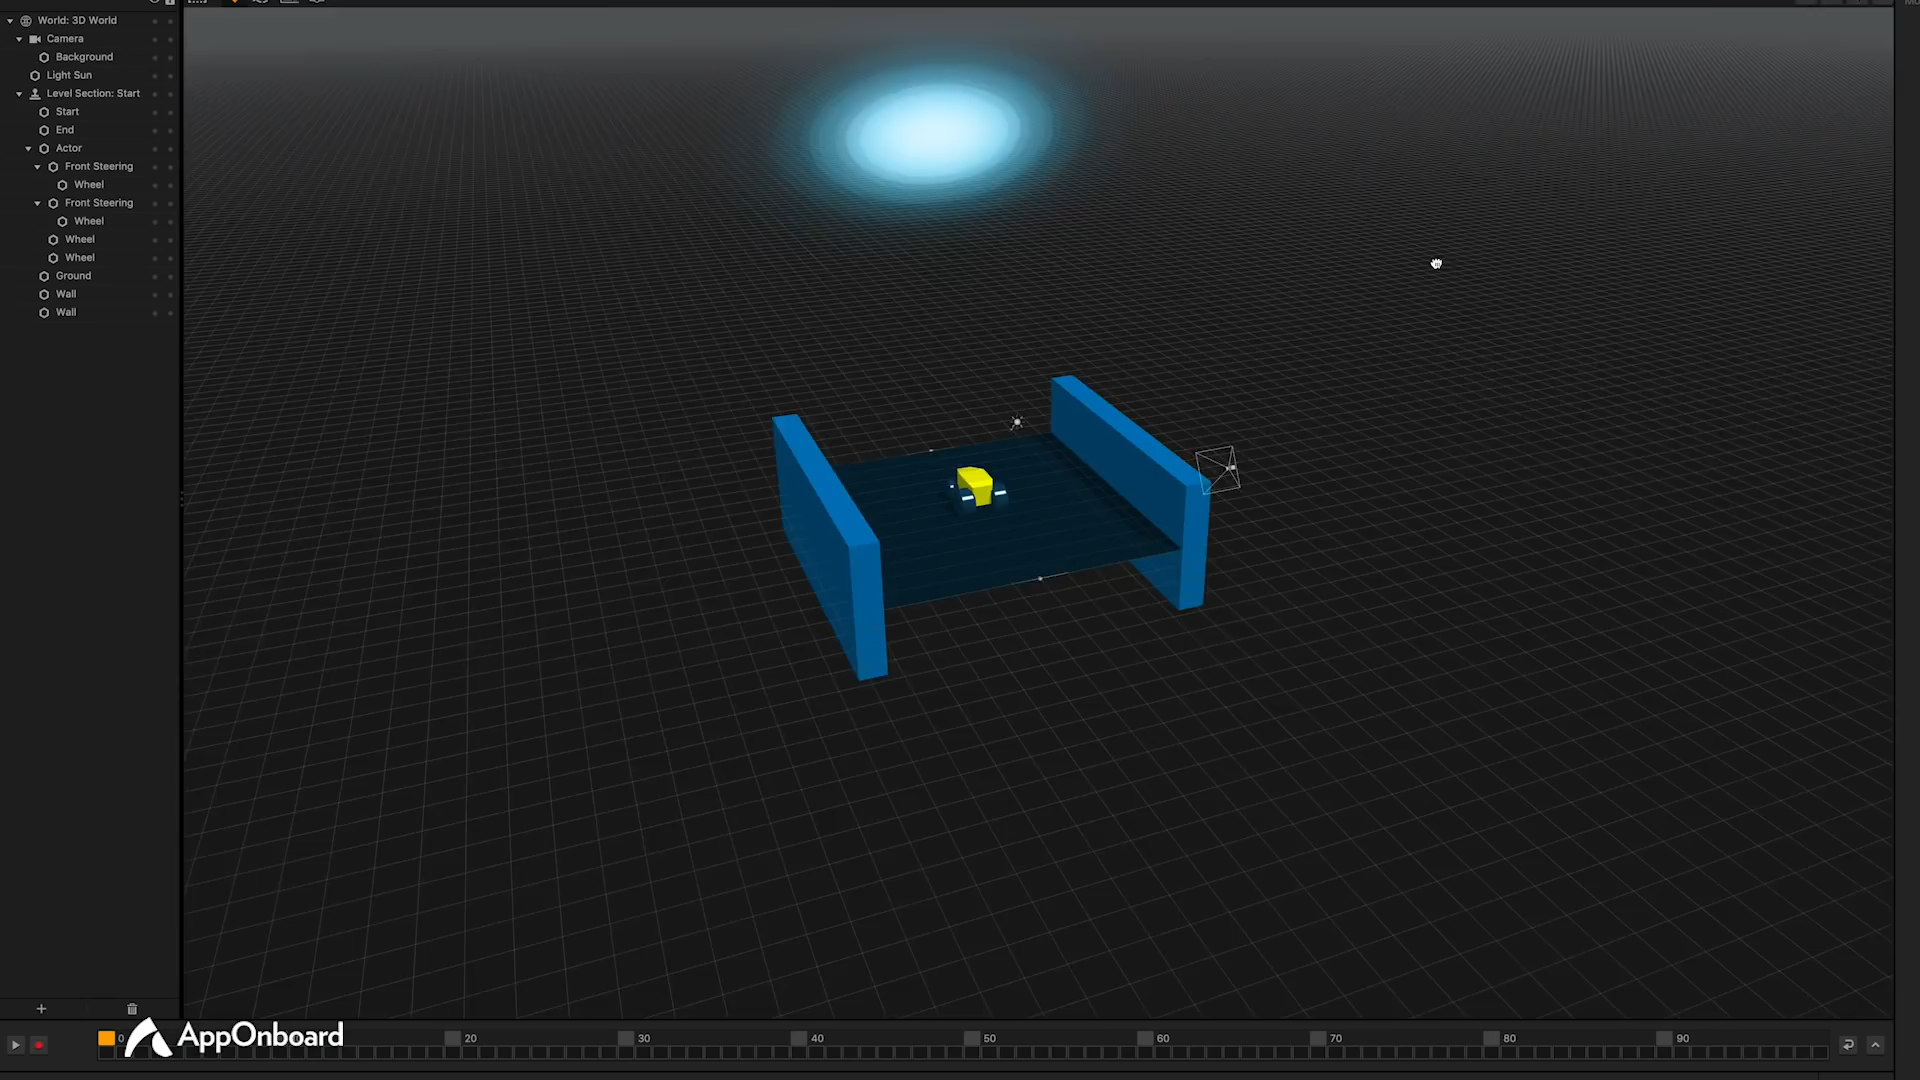 World: 3D World
Camera
Background
Light Sun
Level Section: Start
Start
End
Actor
Front Steering
Wheel
Front Steering
Wheel
Wheel
Wheel
Ground
Wall
Wall
0 20 30 40 50 60 70 80 90
AppOnboard